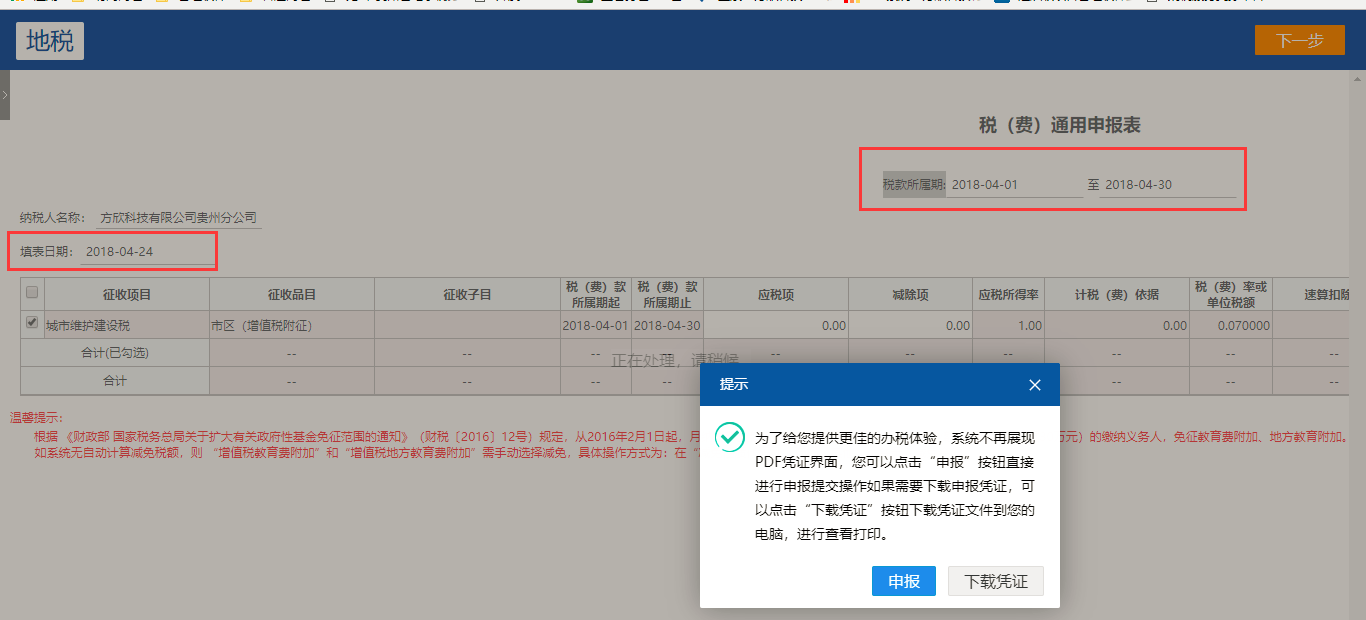 地税
下一步
税（费）通用申报表
税款所属期: 2018-04-01 至 2018-04-30
纳税人名称： 方欣科技有限公司贵州分公司
填表日期： 2018-04-24
征收项目 征收品目 征收子目 税（费）款所属期起 税（费）款所属期止 应税项 减除项 应税所得率 计税（费）依据 税（费）率或单位税额 速算扣除
城市维护建设税 市区（增值税附征） 2018-04-01 2018-04-30 0.00 0.00 1.00 0.00 0.070000
合计(已勾选) -- -- -- -- -- -- -- -- -- --
合计 -- -- -- -- -- -- --
正在处理，请稍候
温馨提示：
根据 《财政部 国家税务总局关于扩大有关政府性基金免征范围的通知》（财税〔2016〕12号）规定，从2016年2月1日起，月 万元）的缴纳义务人，免征教育费附加、地方教育附加。
如系统无自动计算减免税额，则 “增值税教育费附加”和“增值税地方教育费附加”需手动选择减免，具体操作方式为：在
提示
为了给您提供更佳的办税体验，系统不再展现
PDF凭证界面，您可以点击“申报”按钮直接
进行申报提交操作如果需要下载申报凭证，可
以点击“下载凭证”按钮下载凭证文件到您的
电脑，进行查看打印。
申报 下载凭证